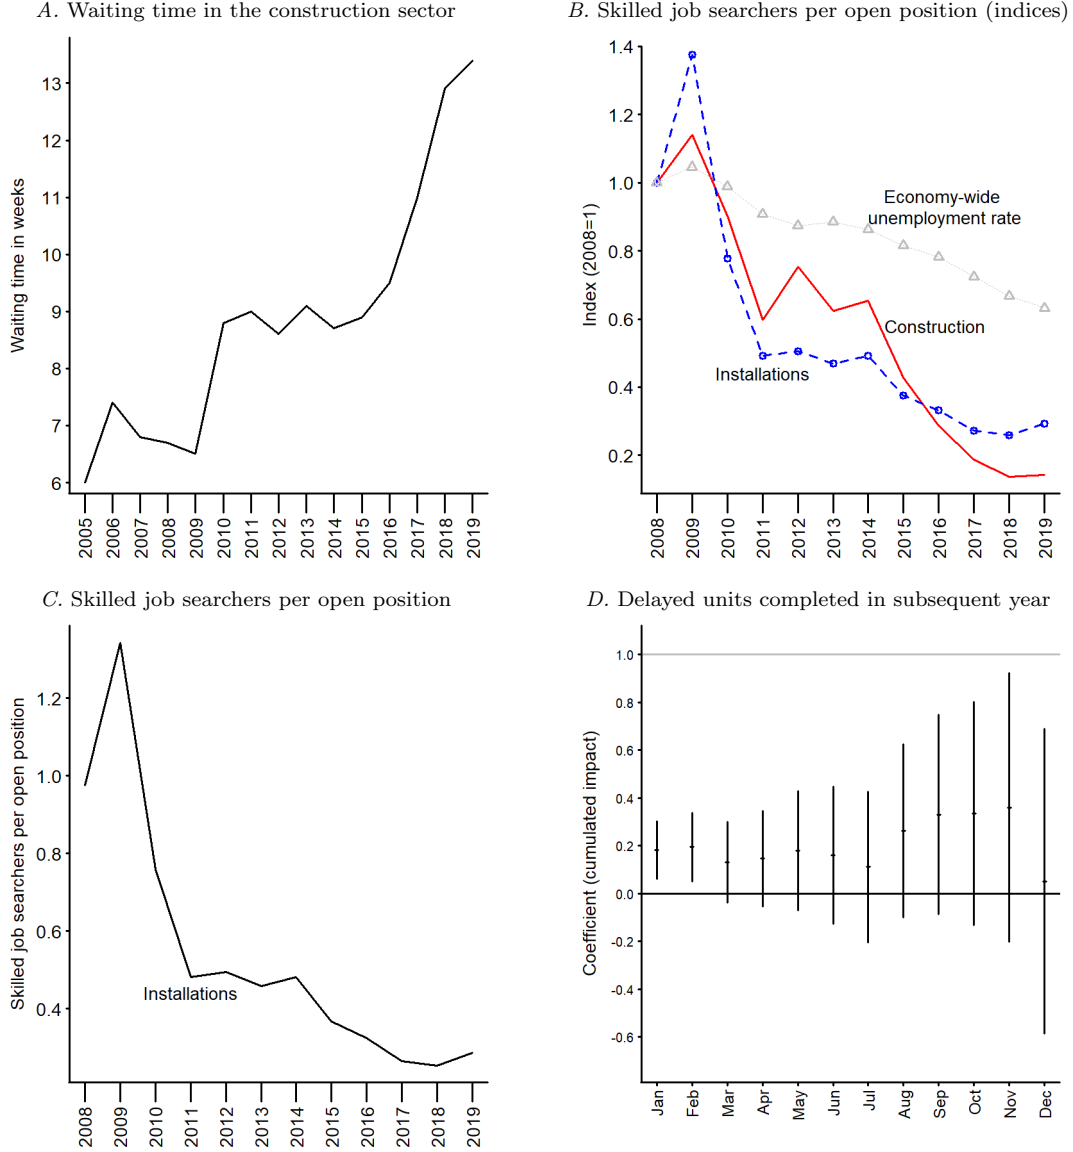 A. Waiting time in the construction sector
Waiting time in weeks
13
12
11
10
9
8
7
6
2005
2006
2007
2008
2009
2010
2011
2012
2013
2014
2015
2016
2017
2018
2019
B. Skilled job searchers per open position (indices)
Index (2008=1)
1.4
1.2
1.0
0.8
0.6
0.4
0.2
Economy-wide
unemployment rate
Construction
Installations
2008
2009
2010
2011
2012
2013
2014
2015
2016
2017
2018
2019
C. Skilled job searchers per open position
Skilled job searchers per open position
1.2
1.0
0.8
0.6
0.4
Installations
2008
2009
2010
2011
2012
2013
2014
2015
2016
2017
2018
2019
D. Delayed units completed in subsequent year
Coefficient (cumulated impact)
1.0
0.8
0.6
0.4
0.2
0.0
-0.2
-0.4
-0.6
Jan
Feb
Mar
Apr
May
Jun
Jul
Aug
Sep
Oct
Nov
Dec